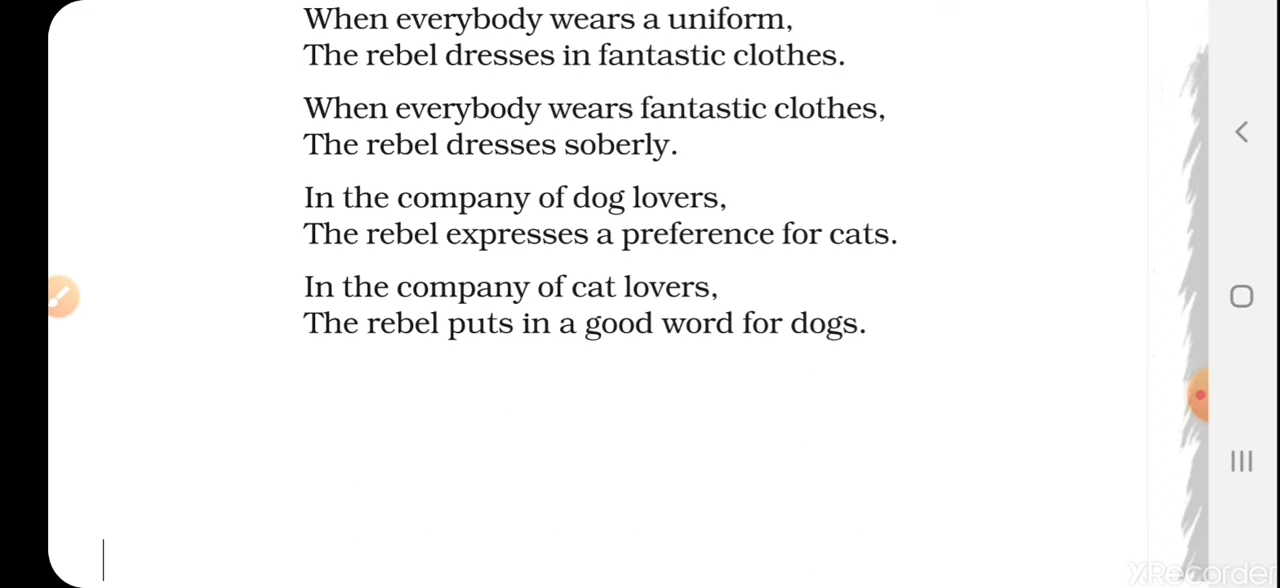 When everybody wears a uniform,
The rebel dresses in fantastic clothes.
When everybody wears fantastic clothes,
The rebel dresses soberly.
In the company of dog lovers,
The rebel expresses a preference for cats.
In the company of cat lovers,
The rebel puts in a good word for dogs.
XRecorder